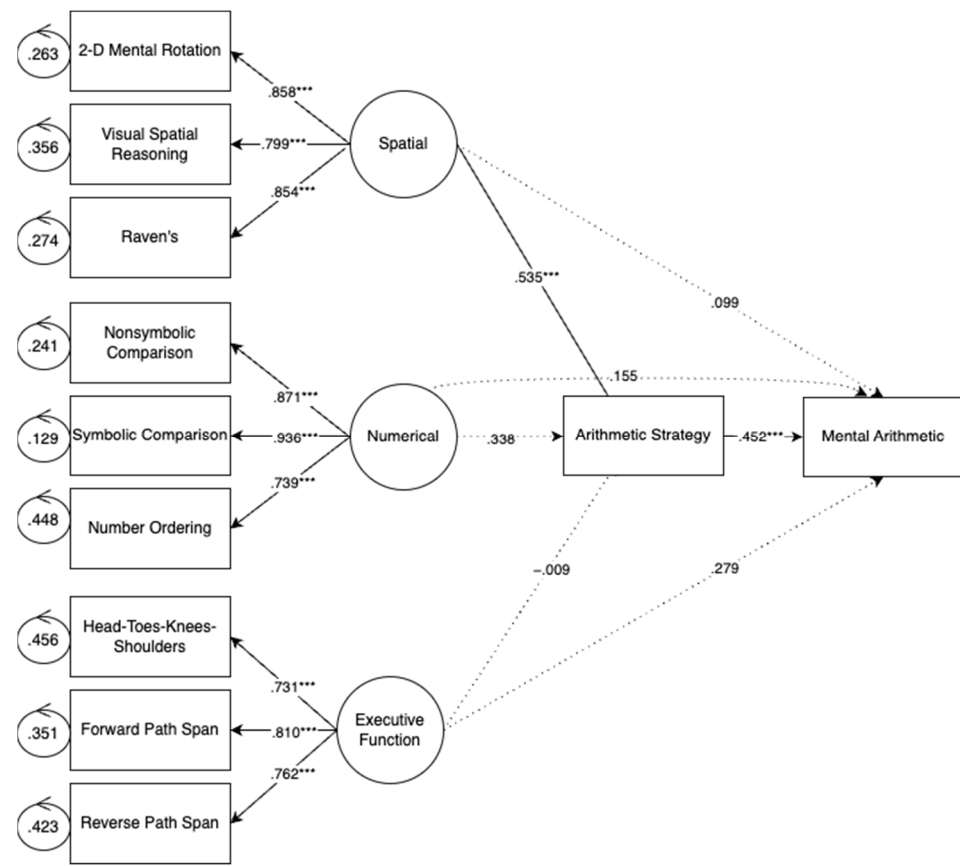 .263
2-D Mental Rotation
.858***
.356
Visual Spatial
Reasoning
.799***
Spatial
.854***
.274
Raven's
.535***
.099
.241
Nonsymbolic
Comparison
.871***
.155
.129
Symbolic Comparison
.936***
Numerical
.338
Arithmetic Strategy
.452***
Mental Arithmetic
.739***
.448
Number Ordering
–.009
.279
.456
Head-Toes-Knees-
Shoulders
.731***
.351
Forward Path Span
.810***
Executive
Function
.762***
.423
Reverse Path Span